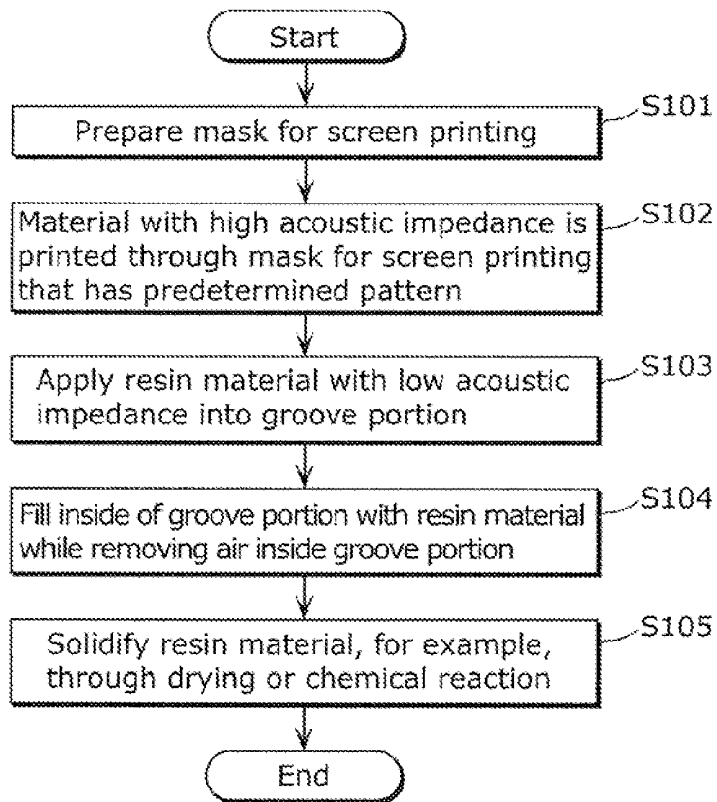 Start
S101
Prepare mask for screen printing
S102
Material with high acoustic impedance is
printed through mask for screen printing
that has predetermined pattern
S103
Apply resin material with low acoustic
impedance into groove portion
S104
Fill inside of groove portion with resin material
while removing air inside groove portion
S105
Solidify resin material, for example,
through drying or chemical reaction
End